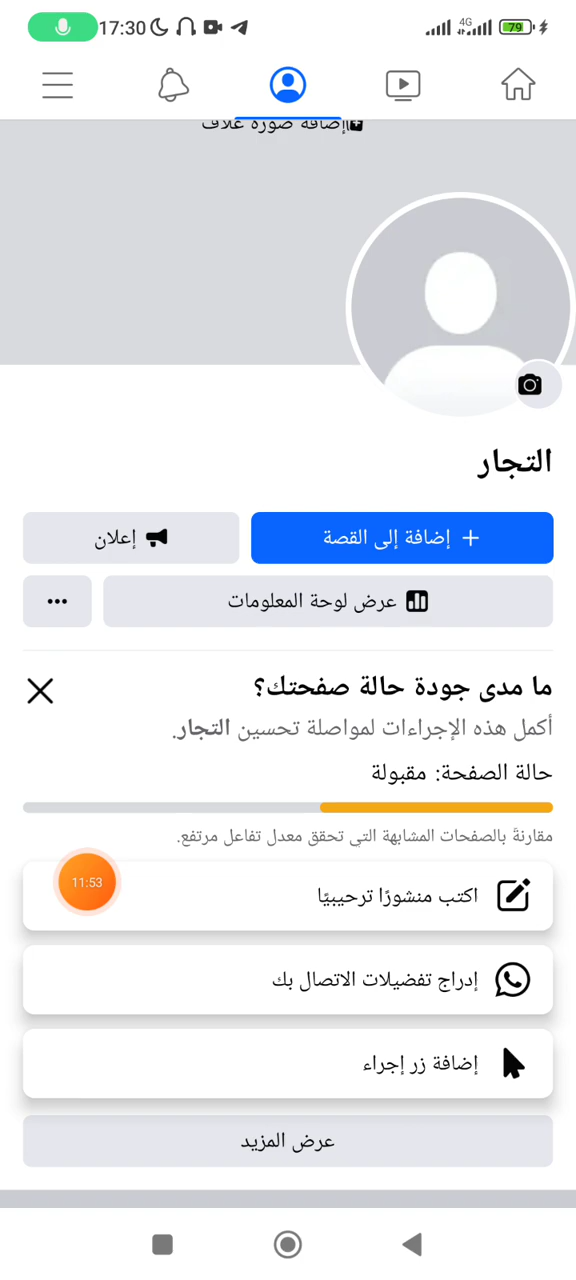 17:30
4G
79
إضافة صورة غلاف
التجار
إضافة إلى القصة
إعلان
عرض لوحة المعلومات
ما مدى جودة حالة صفحتك؟
أكمل هذه الإجراءات لمواصلة تحسين التجار.
حالة الصفحة: مقبولة
مقارنةً بالصفحات المشابهة التي تحقق معدل تفاعل مرتفع.
11:53
اكتب منشورًا ترحيبيًا
إدراج تفضيلات الاتصال بك
إضافة زر إجراء
عرض المزيد